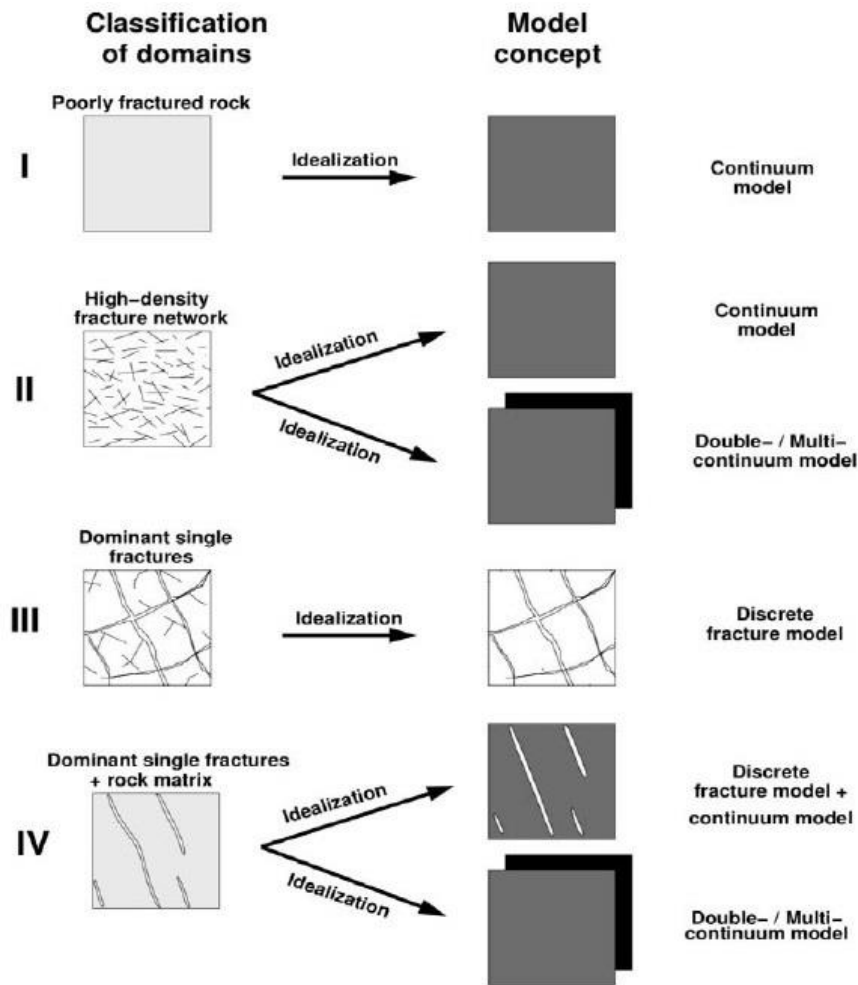 Classification
of domains
Model
concept
Poorly fractured rock
I
Idealization
Continuum
model
High-density
fracture network
II
Idealization
Idealization
Continuum
model
Double- / Multi-
continuum model
Dominant single
fractures
III
Idealization
Discrete
fracture model
Dominant single fractures
+ rock matrix
IV
Idealization
Idealization
Discrete
fracture model +
continuum model
Double- / Multi-
continuum model